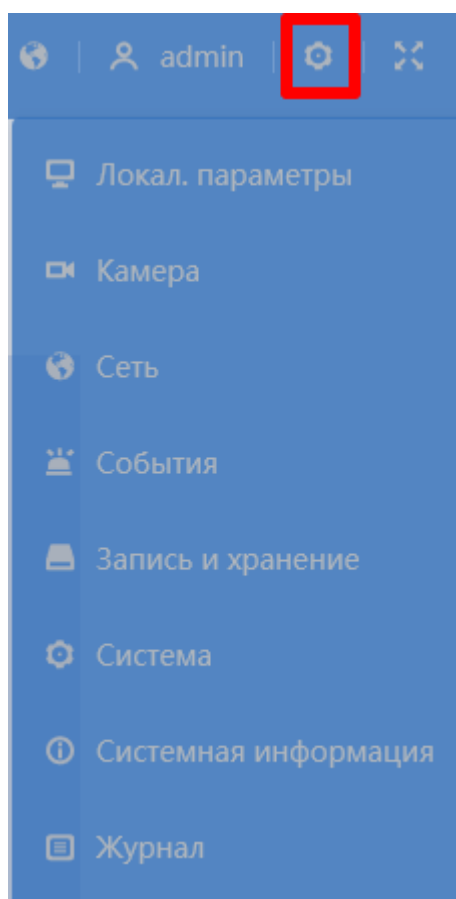 admin
Локал. параметры
Камера
Сеть
События
Запись и хранение
Система
Системная информация
Журнал